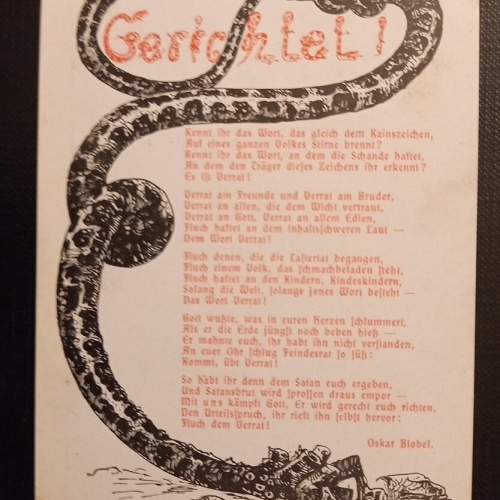 Gerichtet!
Kennt ihr das Wort, das gleich dem Kainszeichen,
Auf eines ganzen Volkes Stirne brennt?
Kennt ihr das Wort, an dem die Schande haftet,
An dem den Träger dieses Zeichens ihr erkennt?
Es ist Verrat!
Verrat am Freunde und Verrat am Bruder,
Verrat an allen, die dem Wicht vertraut,
Verrat an Gott, Verrat an allem Edlen,
Fluch haftet an dem inhaltschweren Laut —
Dem Wort Verrat!
Fluch denen, die die Lastertat begangen,
Fluch einem Volk, das schmachbeladen steht,
Fluch haftet an den Kindern, Kindeskindern,
Solang die Welt, solange jenes Wort besteht —
Das Wort Verrat!
Gott wußte, was in euren Herzen schlummert,
Als er die Erde jüngst noch beben hieß —
Er mahnte euch, ihr habt ihn nicht verstanden,
An euer Ohr schlug Feindesrat so süß:
Kommt, übt Verrat!
So habt ihr denn dem Satan euch ergeben,
Und Satansbrut wird sprossen draus empor —
Mit uns kämpft Gott, Er wird gerecht euch richten,
Den Urteilsspruch, ihr rieft ihn selbst hervor:
Fluch dem Verrat!
Oskar Blobel.